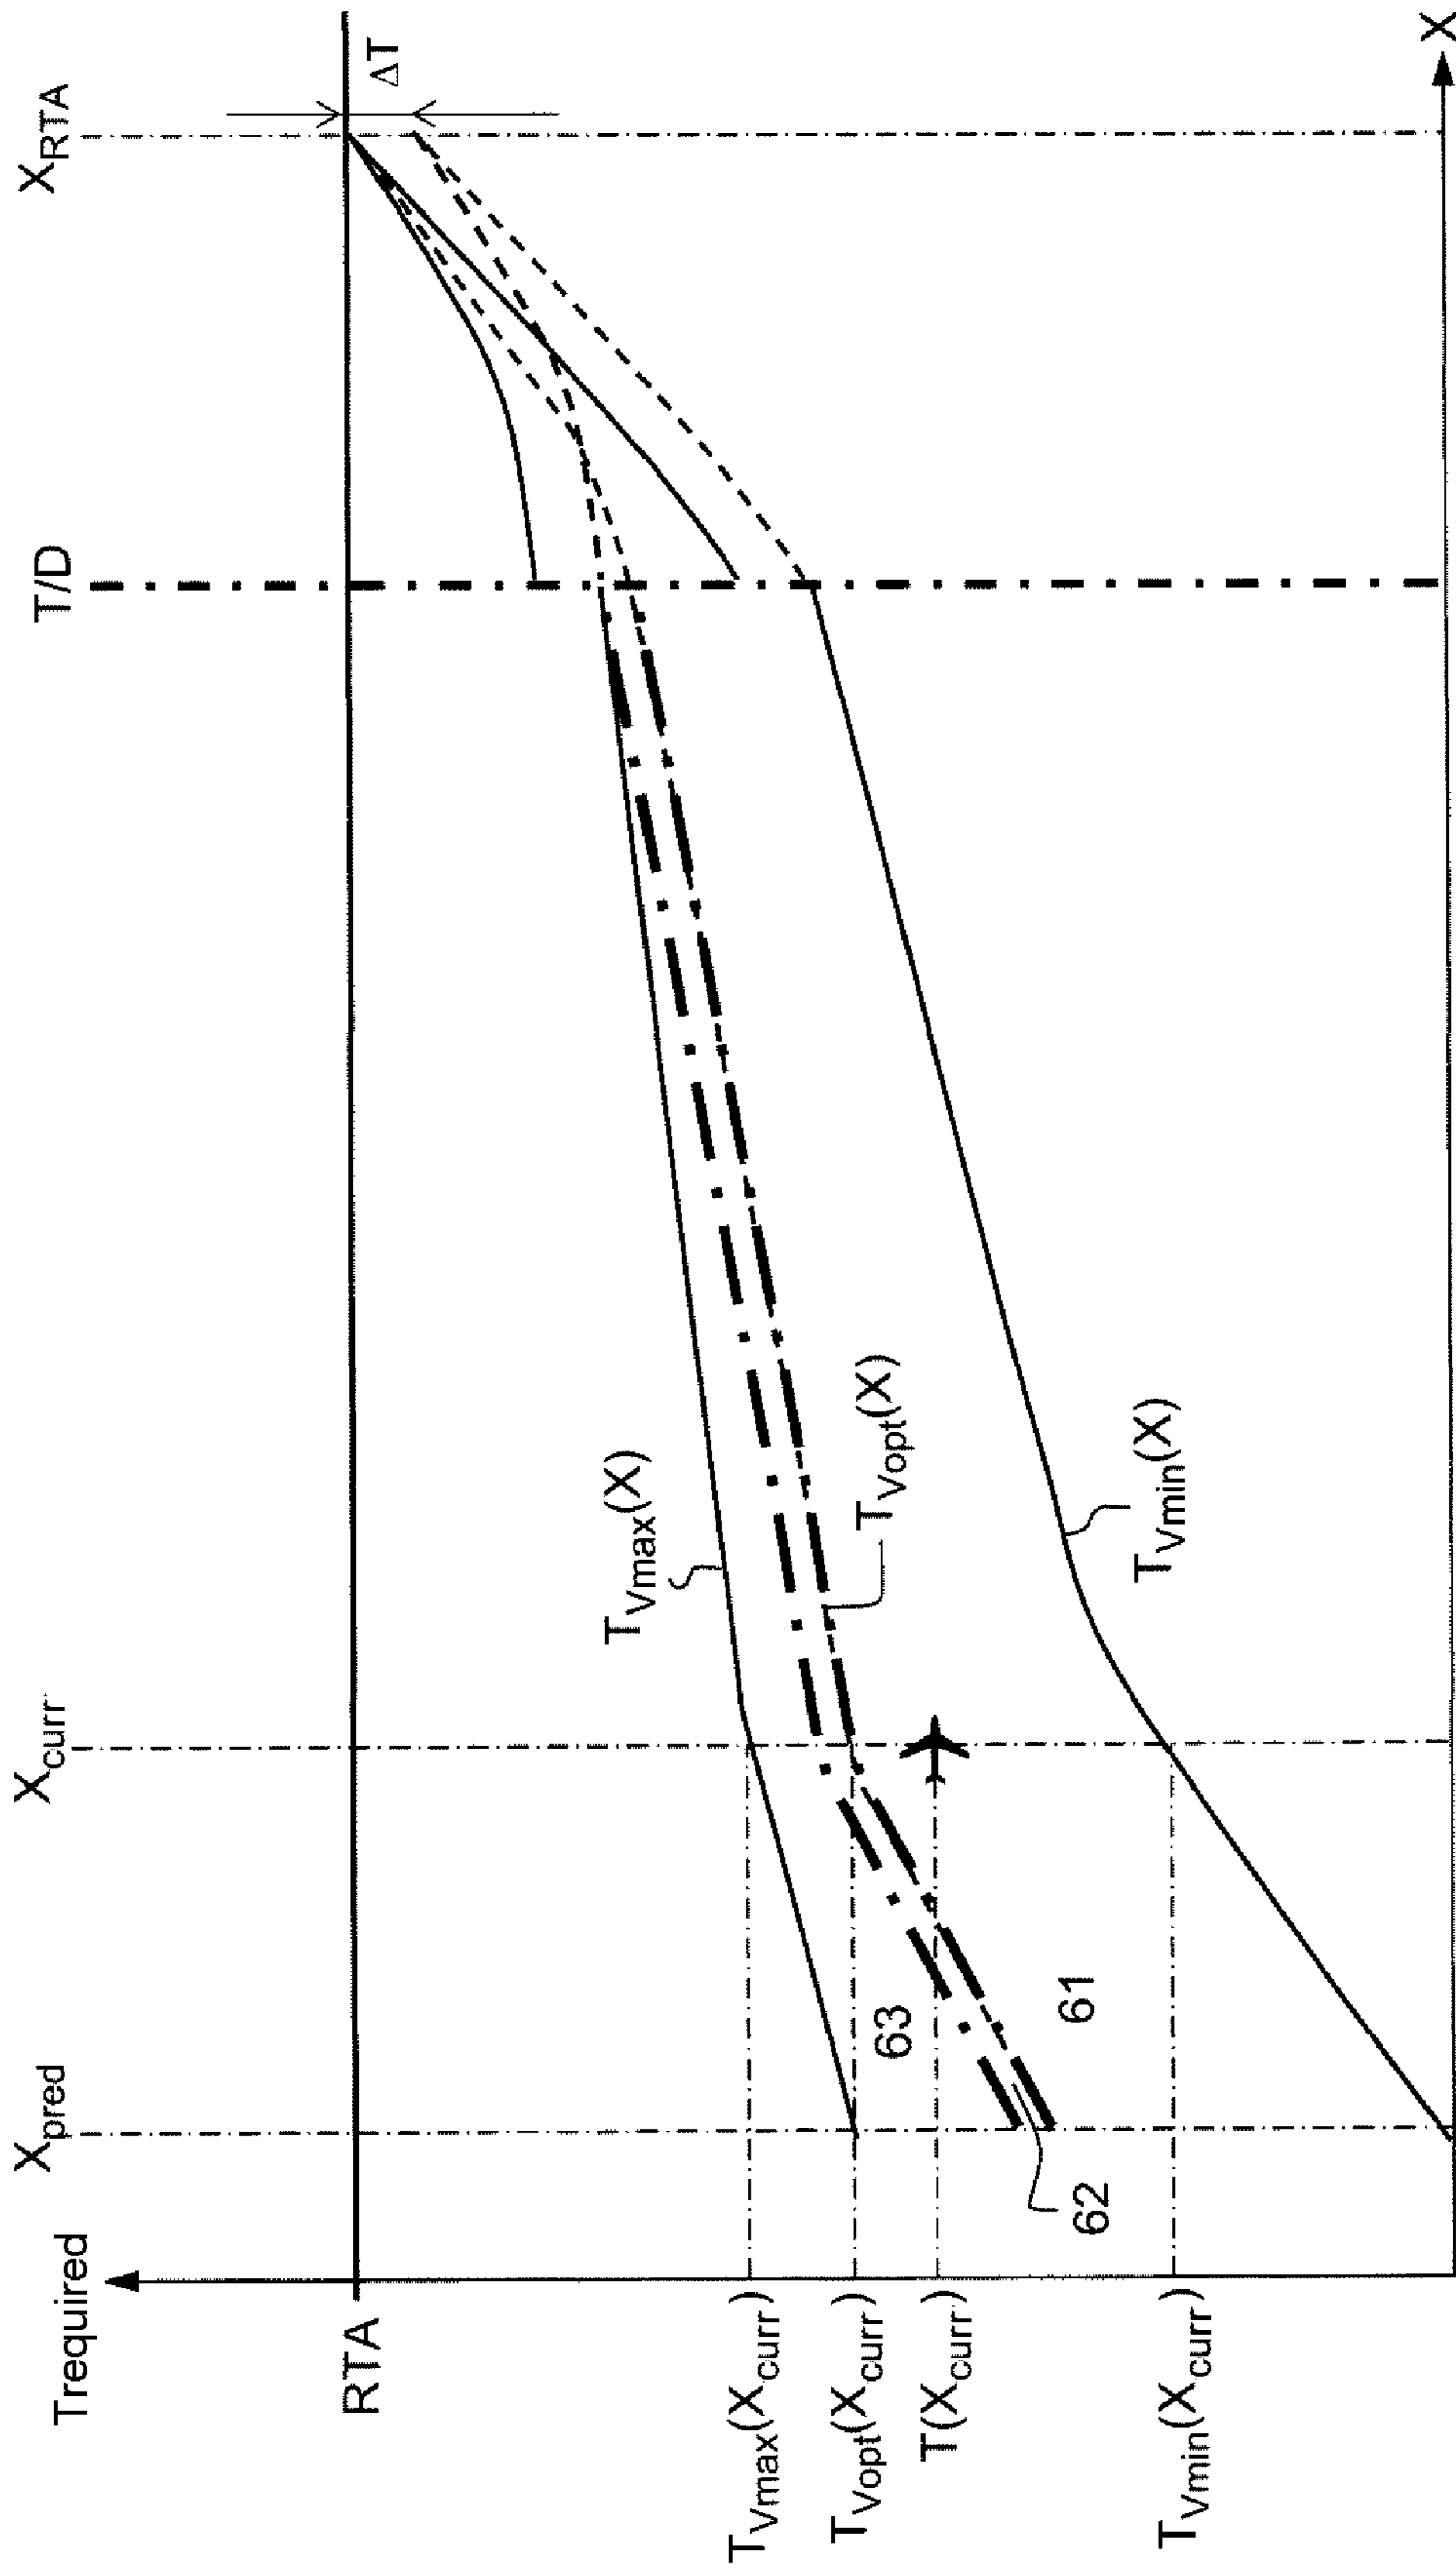 Trequired
X_pred
X_curr
T/D
X_RTA
RTA
ΔT
T_Vmax(X)
T_Vmax(X_curr)
T_Vopt(X)
T_Vopt(X_curr)
63
T(X_curr)
61
62
T_Vmin(X)
T_Vmin(X_curr)
X